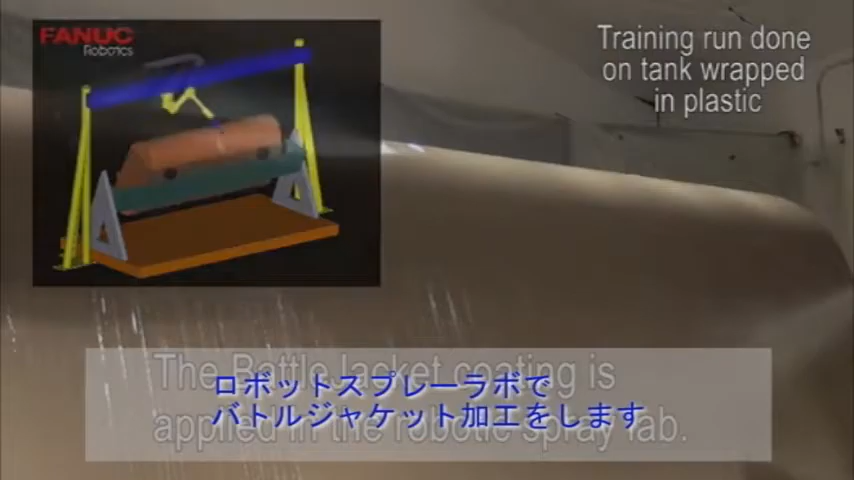 FANUC
Robotics
Training run done
on tank wrapped
in plastic
The Battle Jacket coating is
applied in the robotic spray lab.
ロボットスプレーラボで
バトルジャケット加工をします